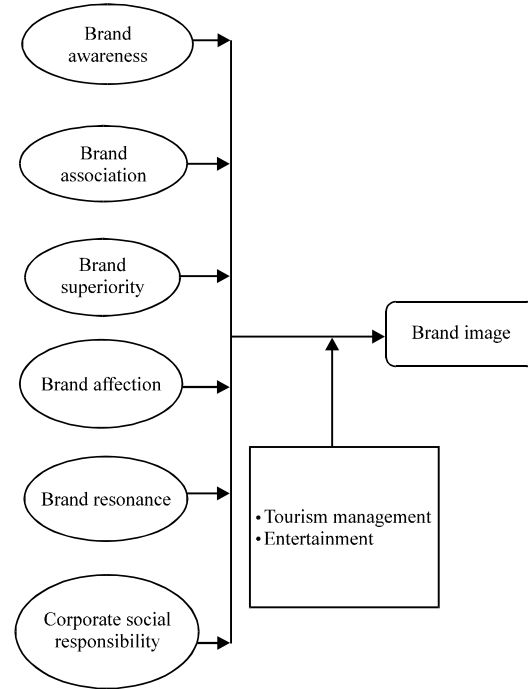 Brand
awareness
Brand
association
Brand
superiority
Brand image
Brand affection
Brand resonance
• Tourism management
• Entertainment
Corporate social
responsibility